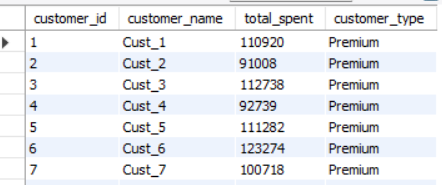 customer_id customer_name total_spent customer_type
1 Cust_1 110920 Premium
2 Cust_2 91008 Premium
3 Cust_3 112738 Premium
4 Cust_4 92739 Premium
5 Cust_5 111282 Premium
6 Cust_6 123274 Premium
7 Cust_7 100718 Premium